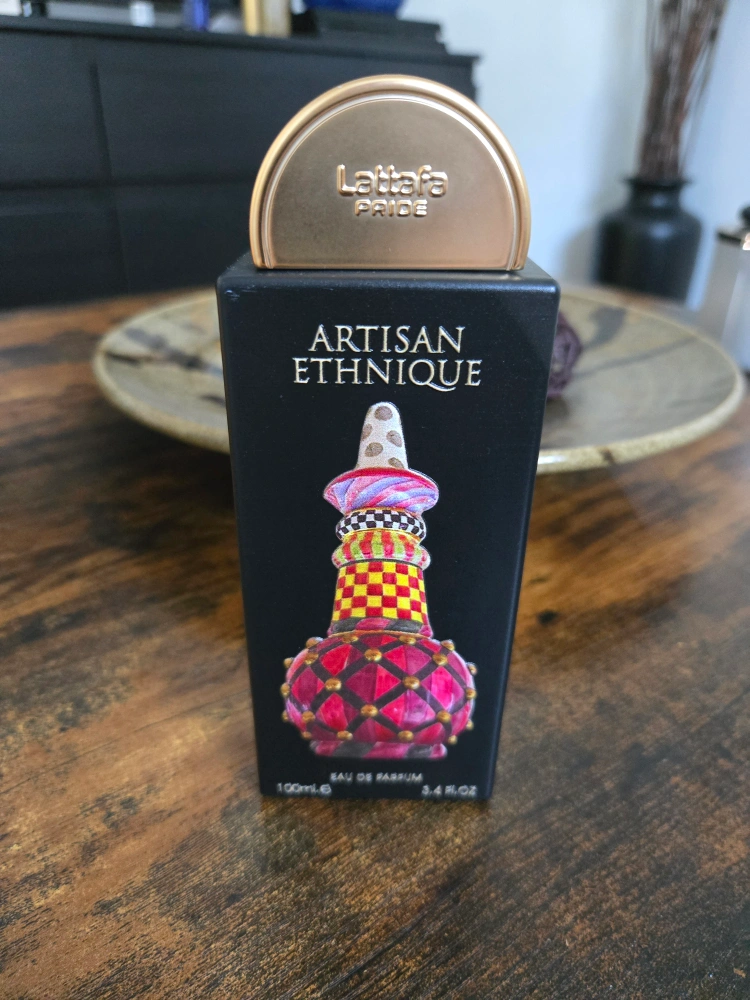 Lattafa
PRIDE
ARTISAN
ETHNIQUE
EAU DE PARFUM
100ml.℮ 3.4 Fl.OZ